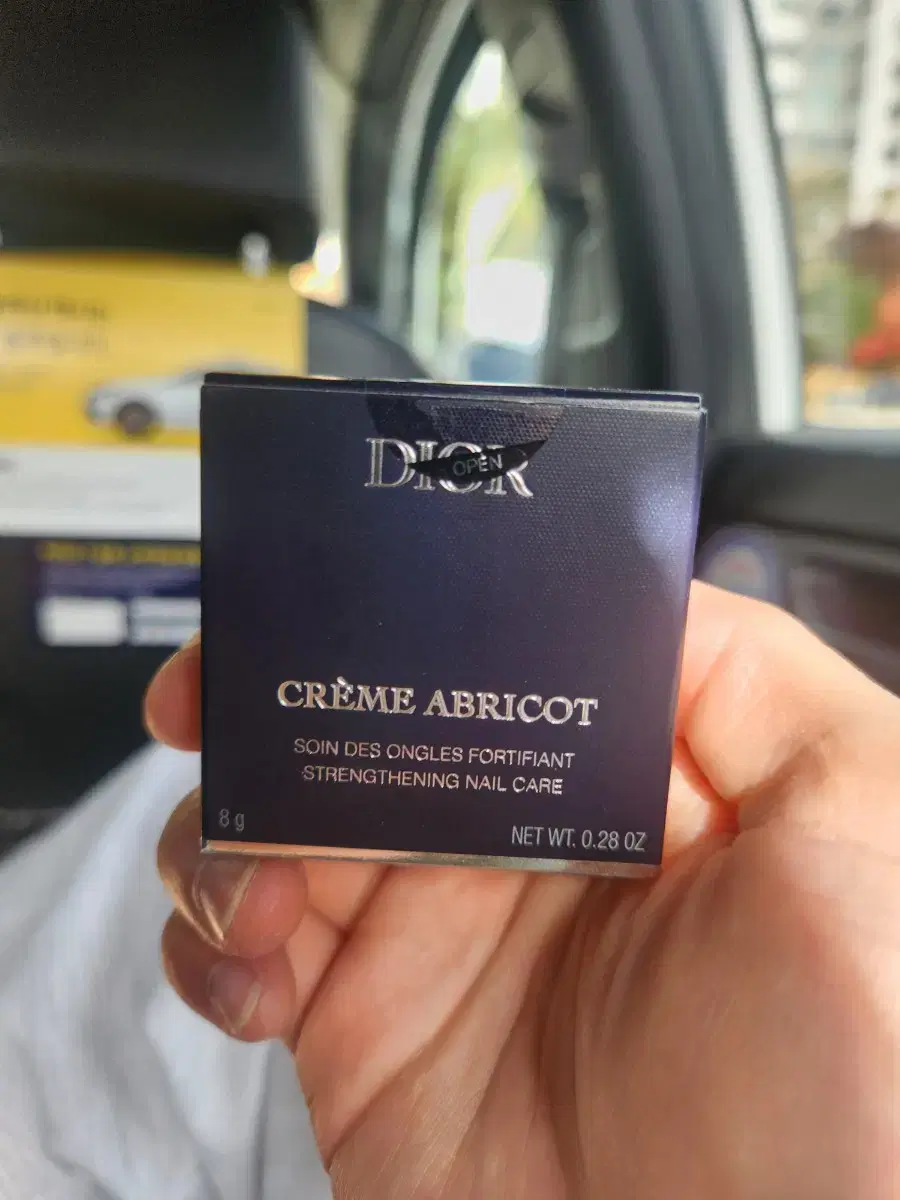 DIOR
OPEN
CRÈME ABRICOT
SOIN DES ONGLES FORTIFIANT
STRENGTHENING NAIL CARE
8 g
NET WT. 0.28 OZ